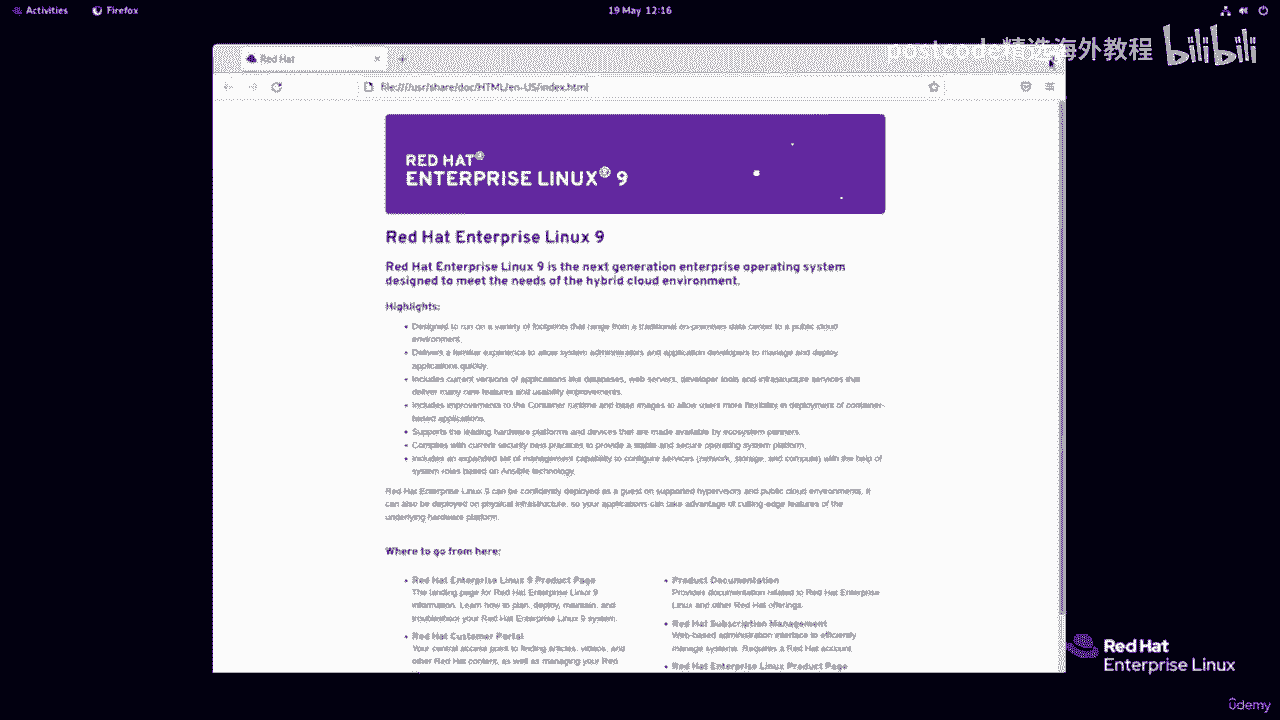 Activities Firefox 19 May 12:16
postcode精选海外教程 bilibili
Red Hat
file:///usr/share/doc/HTML/en-US/index.html
RED HAT®
ENTERPRISE LINUX® 9
Red Hat Enterprise Linux 9
Red Hat Enterprise Linux 9 is the next generation enterprise operating system
designed to meet the needs of the hybrid cloud environment.
Highlights:
• Designed to run on a variety of footprints that range from a traditional on-premises data center to a public cloud
environment.
• Delivers a familiar experience to allow system administrators and application developers to manage and deploy
applications quickly.
• Includes current versions of applications like databases, web servers, developer tools and infrastructure services that
deliver many new features and usability improvements.
• Includes improvements to the Container runtime and base images to allow users more flexibility in deployment of container-
based applications.
• Supports the leading hardware platforms and devices that are made available by ecosystem partners.
• Complies with current security best practices to provide a stable and secure operating system platform.
• Includes an expanded set of management capability to configure services (network, storage, and compute) with the help of
system roles based on Ansible technology.
Red Hat Enterprise Linux 9 can be confidently deployed as a guest on supported hypervisors and public cloud environments. It
can also be deployed on physical infrastructure, so your applications can take advantage of cutting-edge features of the
underlying hardware platform.
Where to go from here:
• Red Hat Enterprise Linux 9 Product Page
The landing page for Red Hat Enterprise Linux 9
information. Learn how to plan, deploy, maintain, and
troubleshoot your Red Hat Enterprise Linux 9 system.
• Red Hat Customer Portal
Your central access point to finding articles, videos, and
other Red Hat content, as well as managing your Red
• Product Documentation
Provides documentation related to Red Hat Enterprise
Linux and other Red Hat offerings.
• Red Hat Subscription Management
Web-based administration interface to efficiently
manage systems. Requires a Red Hat account.
• Red Hat Enterprise Linux Product Page
Red Hat
Enterprise Linux
ûdemy